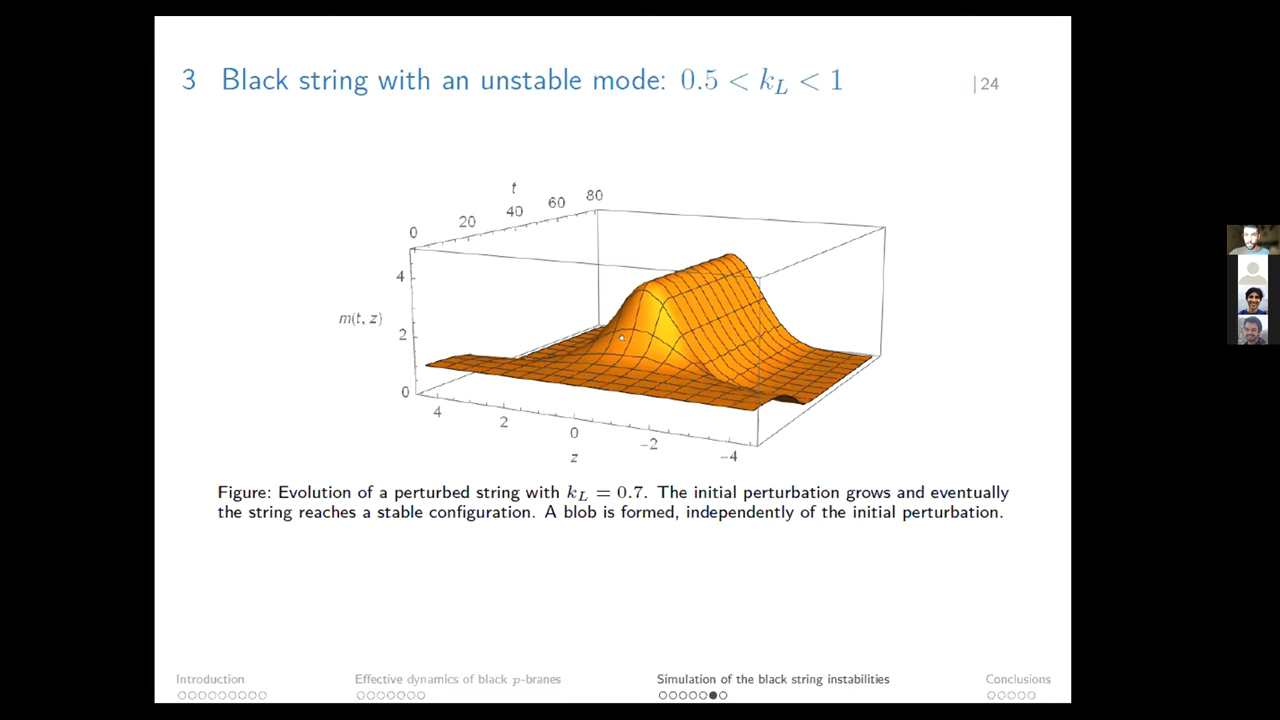 3 Black string with an unstable mode: 0.5 < k_L < 1
| 24
t
0 20 40 60 80
4
m(t, z)
2
0
4 2 0 −2 −4
z
Figure: Evolution of a perturbed string with k_L = 0.7. The initial perturbation grows and eventually
the string reaches a stable configuration. A blob is formed, independently of the initial perturbation.
Introduction Effective dynamics of black p-branes Simulation of the black string instabilities Conclusions